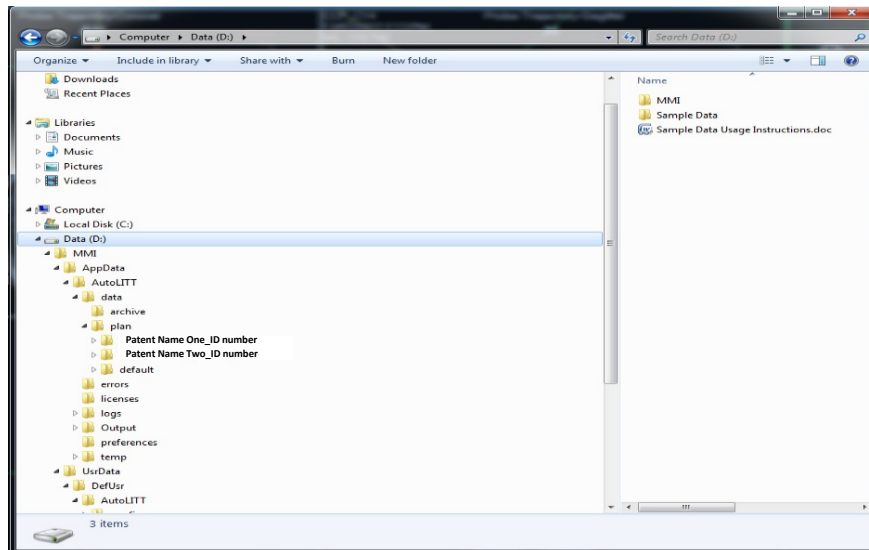 Computer ▸ Data (D:) ▸
Search Data (D:)
Organize ▾ Include in library ▾ Share with ▾ Burn New folder
Downloads
Recent Places
Libraries
Documents
Music
Pictures
Videos
Computer
Local Disk (C:)
Data (D:)
MMI
AppData
AutoLITT
data
archive
plan
Patent Name One_ID number
Patent Name Two_ID number
default
errors
licenses
logs
Output
preferences
temp
UsrData
DefUsr
AutoLITT
Name
MMI
Sample Data
Sample Data Usage Instructions.doc
3 items